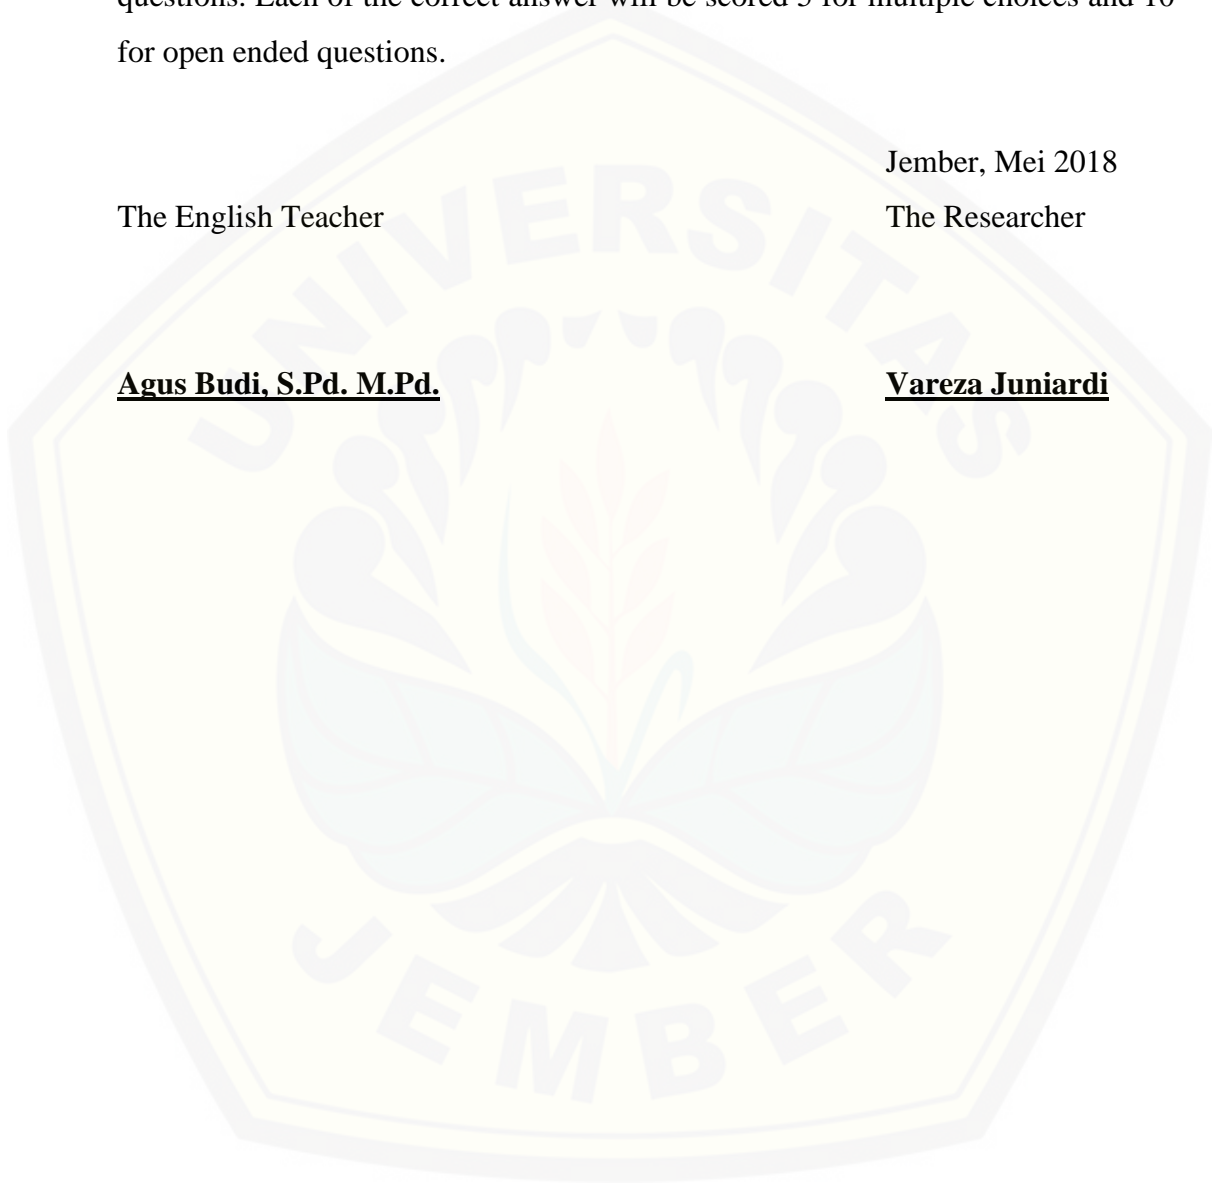 questions. Each of the correct answer will be scored 5 for multiple choices and 10
for open ended questions.
Jember, Mei 2018
The English Teacher The Researcher
Agus Budi, S.Pd. M.Pd. Vareza Juniardi
UNIVERSITAS
JEMBER